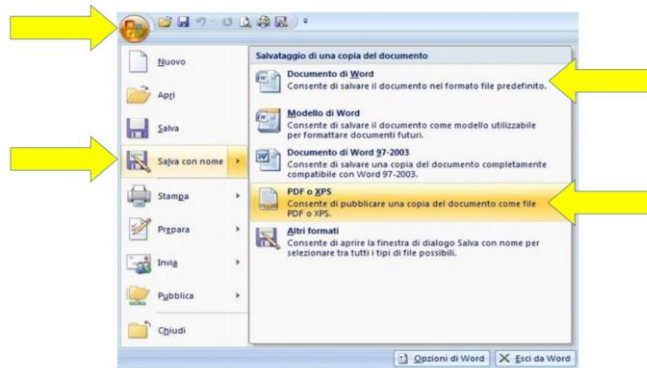 Nuovo
Apri
Salva
Salva con nome
Stampa
Prepara
Invia
Pubblica
Chiudi
Salvataggio di una copia del documento
Documento di Word
Consente di salvare il documento nel formato file predefinito.
Modello di Word
Consente di salvare il documento come modello utilizzabile
per formattare documenti futuri.
Documento di Word 97-2003
Consente di salvare una copia del documento completamente
compatibile con Word 97-2003.
PDF o XPS
Consente di pubblicare una copia del documento come file
PDF o XPS.
Altri formati
Consente di aprire la finestra di dialogo Salva con nome per
selezionare tra tutti i tipi di file possibili.
Opzioni di Word
Esci da Word